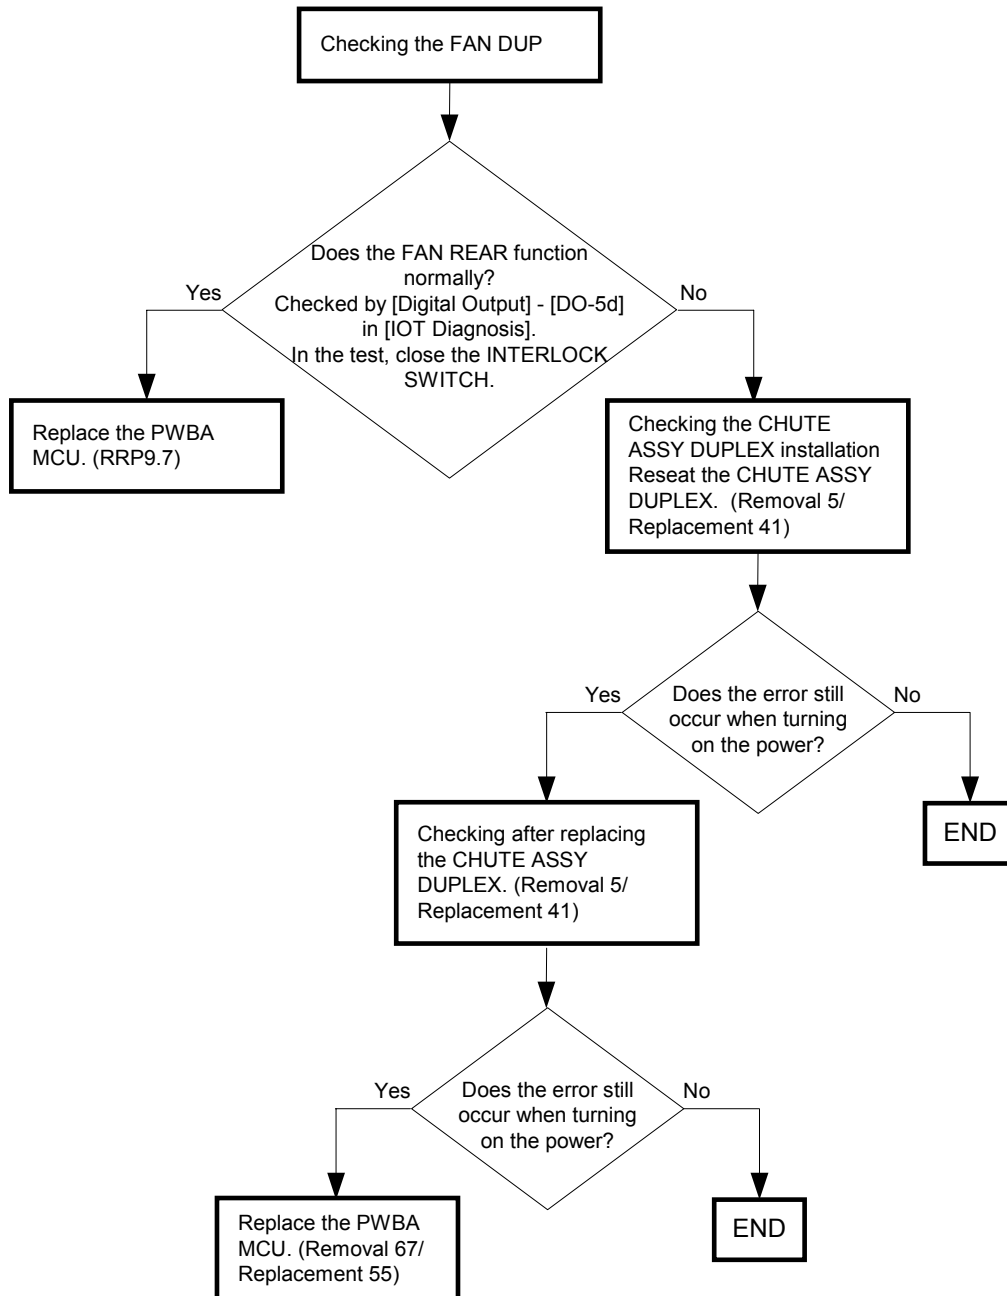 Checking the FAN DUP
Does the FAN REAR function
normally?
Checked by [Digital Output] - [DO-5d]
in [IOT Diagnosis].
In the test, close the INTERLOCK
SWITCH.
Yes
No
Replace the PWBA
MCU. (RRP9.7)
Checking the CHUTE
ASSY DUPLEX installation
Reseat the CHUTE ASSY
DUPLEX.  (Removal 5/
Replacement 41)
Yes
Does the error still
occur when turning
on the power?
No
END
Checking after replacing
the CHUTE ASSY
DUPLEX. (Removal 5/
Replacement 41)
Yes
Does the error still
occur when turning
on the power?
No
Replace the PWBA
MCU. (Removal 67/
Replacement 55)
END